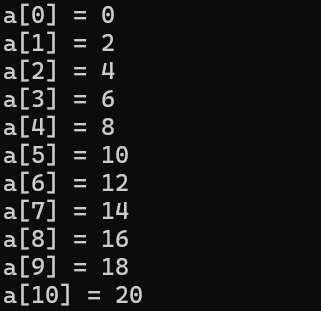 a[0] = 0
a[1] = 2
a[2] = 4
a[3] = 6
a[4] = 8
a[5] = 10
a[6] = 12
a[7] = 14
a[8] = 16
a[9] = 18
a[10] = 20